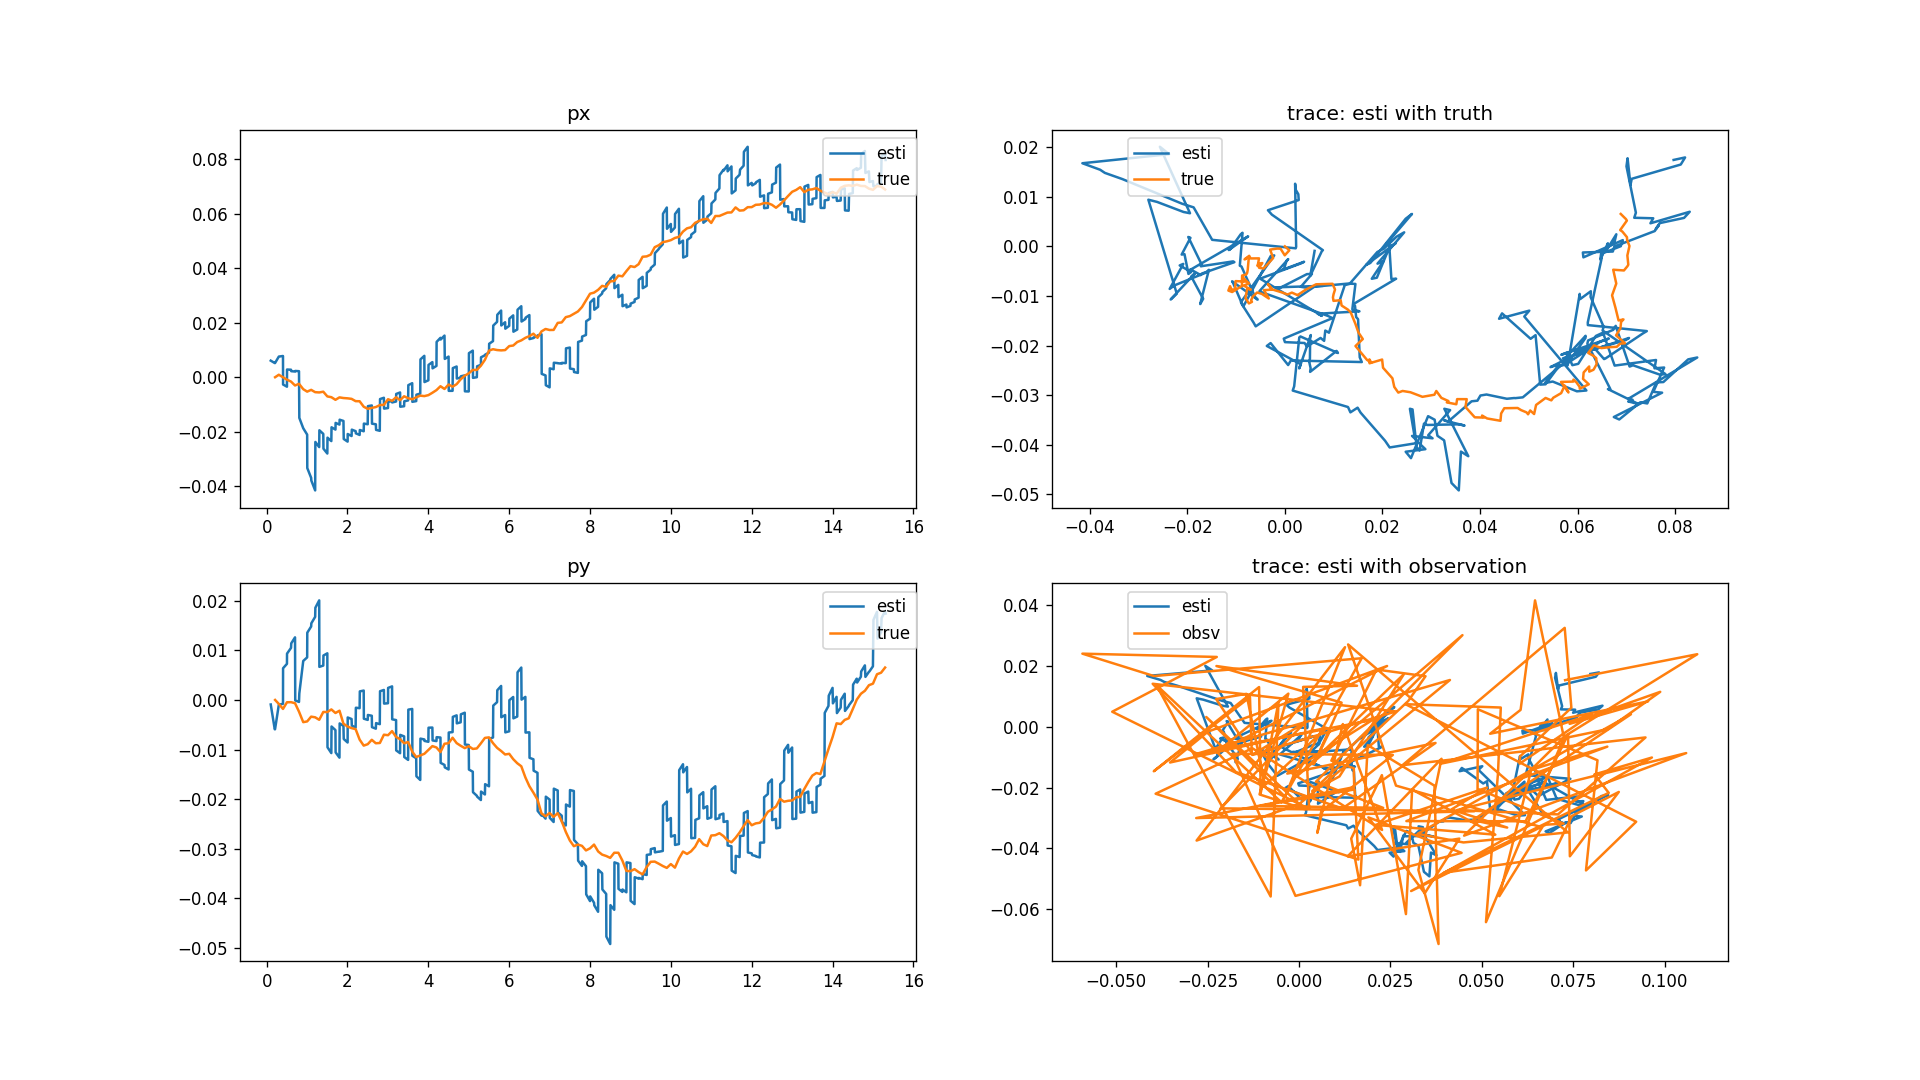 px
0.08
0.06
0.04
0.02
0.00
−0.02
−0.04
0 2 4 6 8 10 12 14 16
esti
true
trace: esti with truth
0.02
0.01
0.00
−0.01
−0.02
−0.03
−0.04
−0.05
−0.04 −0.02 0.00 0.02 0.04 0.06 0.08
esti
true
py
0.02
0.01
0.00
−0.01
−0.02
−0.03
−0.04
−0.05
0 2 4 6 8 10 12 14 16
esti
true
trace: esti with observation
0.04
0.02
0.00
−0.02
−0.04
−0.06
−0.050 −0.025 0.000 0.025 0.050 0.075 0.100
esti
obsv